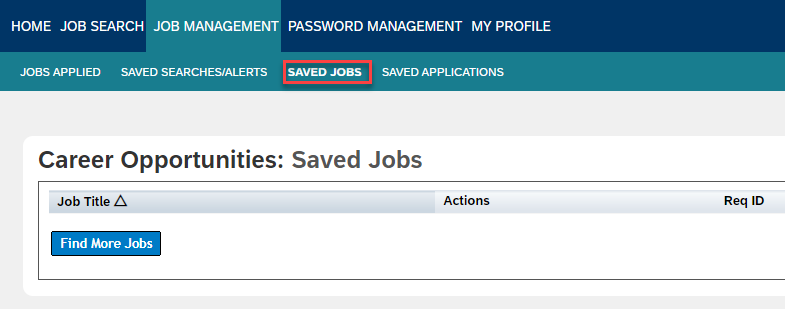 HOME JOB SEARCH JOB MANAGEMENT PASSWORD MANAGEMENT MY PROFILE
JOBS APPLIED SAVED SEARCHES/ALERTS SAVED JOBS SAVED APPLICATIONS
Career Opportunities: Saved Jobs
Job Title Actions Req ID
Find More Jobs